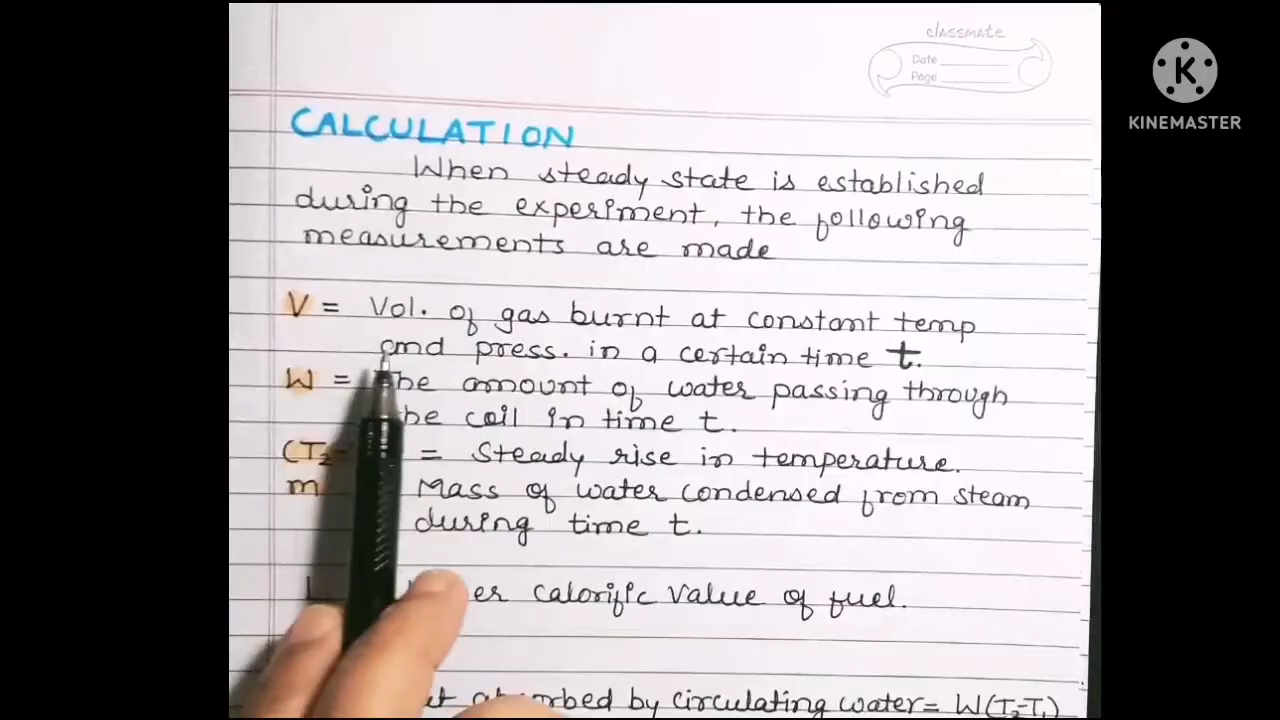 classmate
Date
Page
K
KINEMASTER
CALCULATION
When steady state is established
during the experiment, the following
measurements are made
V = Vol. of gas burnt at constant temp
and press. in a certain time t.
W = The amount of water passing through
the coil in time t.
(T2- = Steady rise in temperature.
m Mass of water condensed from steam
during time t.
L er calorific value of fuel.
absorbed by circulating water= W(T2-T1)